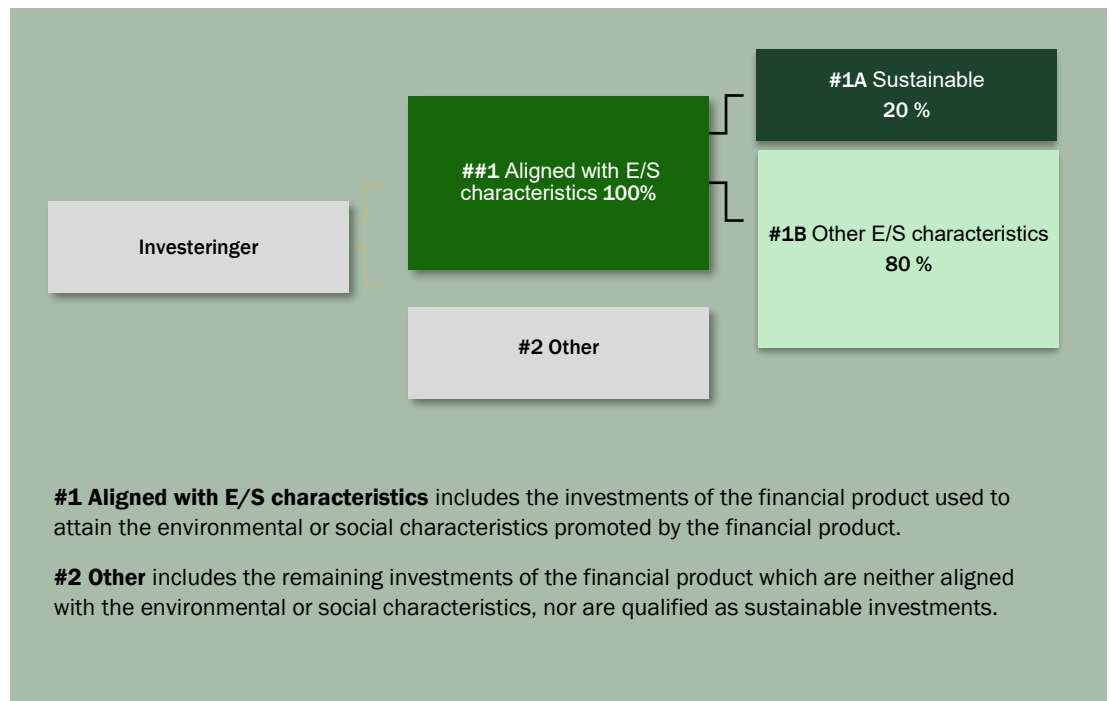 #1A Sustainable
20 %
##1 Aligned with E/S
characteristics 100%
#1B Other E/S characteristics
80 %
Investeringer
#2 Other
#1 Aligned with E/S characteristics includes the investments of the financial product used to
attain the environmental or social characteristics promoted by the financial product.
#2 Other includes the remaining investments of the financial product which are neither aligned
with the environmental or social characteristics, nor are qualified as sustainable investments.